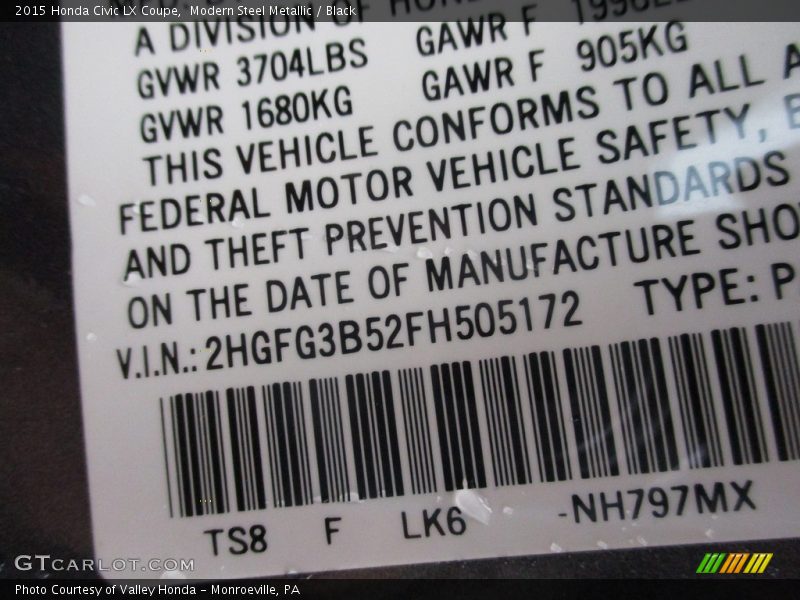 2015 Honda Civic LX Coupe, Modern Steel Metallic / Black
A DIVISION OF
GVWR 3704LBS GAWR F
GVWR 1680KG GAWR F 905KG
THIS VEHICLE CONFORMS TO ALL A
FEDERAL MOTOR VEHICLE SAFETY,
AND THEFT PREVENTION STANDARDS
ON THE DATE OF MANUFACTURE SHO
V.I.N.: 2HGFG3B52FH505172 TYPE: P
TS8 F LK6 -NH797MX
GTCARLOT.COM
Photo Courtesy of Valley Honda - Monroeville, PA